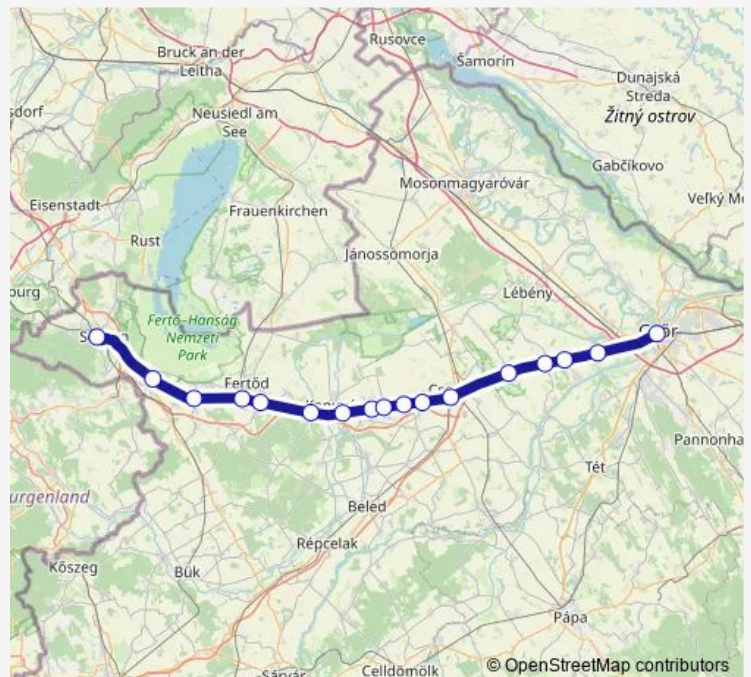 Rusovce
Šamorín
Bruck an der
Leitha
Dunajská
Streda
Žitný ostrov
sdorf
Neusiedl am
See
Gabčíkovo
Mosonmagyaróvár
Eisenstadt
Frauenkirchen
Veľký M
Rust
Jánossomorja
burg
Lébény
Fertő-Hanság
Nemzeti
Park
Fertőd
Pannonha
Tét
urgenland
Beled
Répcelak
Kőszeg
Bük
Pápa
Sárvár
Celldömölk
© OpenStreetMap contributors